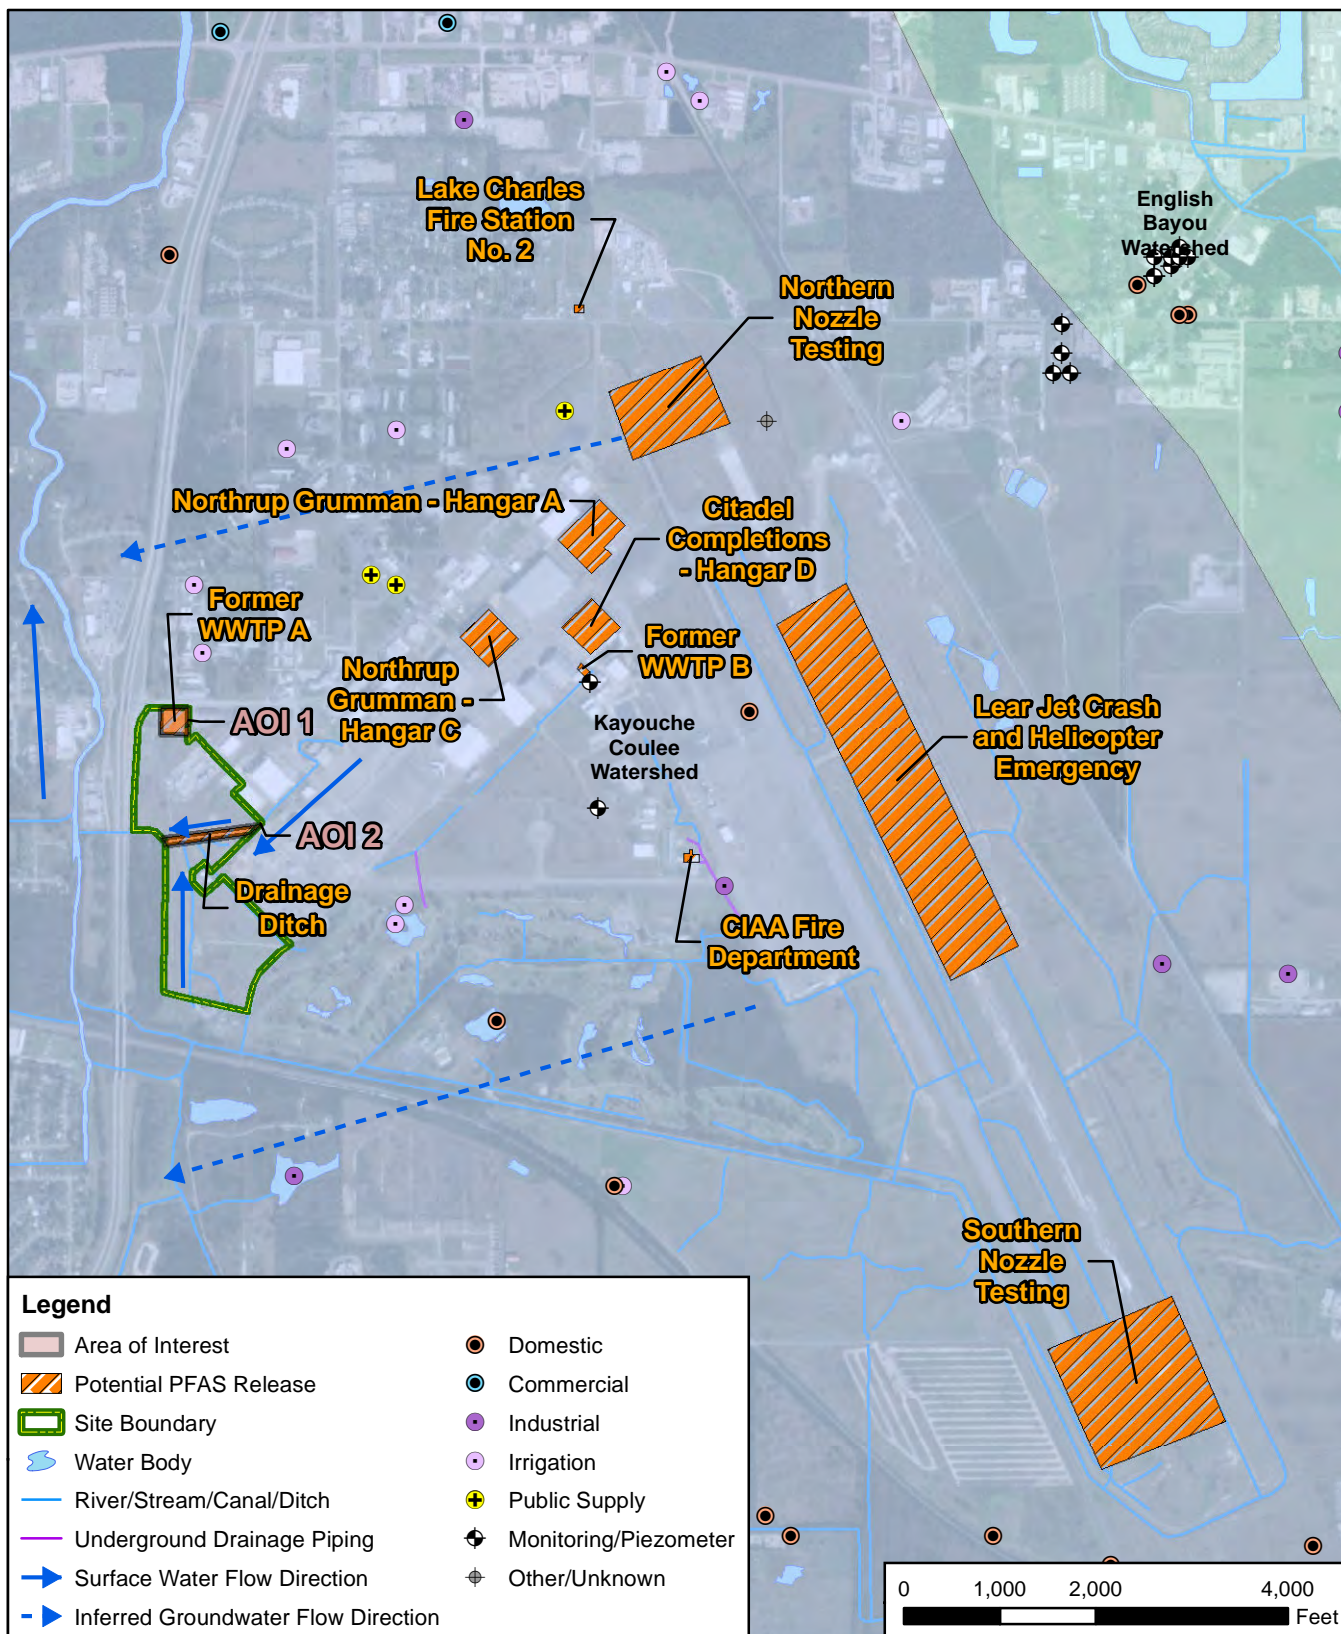 Lake Charles
Fire Station
No. 2
English
Bayou
Watershed
Northern
Nozzle
Testing
Northrup Grumman - Hangar A
Citadel
Completions
- Hangar D
Former
WWTP A
Northrup
Grumman -
Hangar C
Former
WWTP B
AOI 1
Kayouche
Coulee
Watershed
Lear Jet Crash
and Helicopter
Emergency
AOI 2
Drainage
Ditch
CIAA Fire
Department
Southern
Nozzle
Testing
Legend
Area of Interest
Potential PFAS Release
Site Boundary
Water Body
River/Stream/Canal/Ditch
Underground Drainage Piping
Surface Water Flow Direction
Inferred Groundwater Flow Direction
Domestic
Commercial
Industrial
Irrigation
Public Supply
Monitoring/Piezometer
Other/Unknown
0 1,000 2,000 4,000
Feet